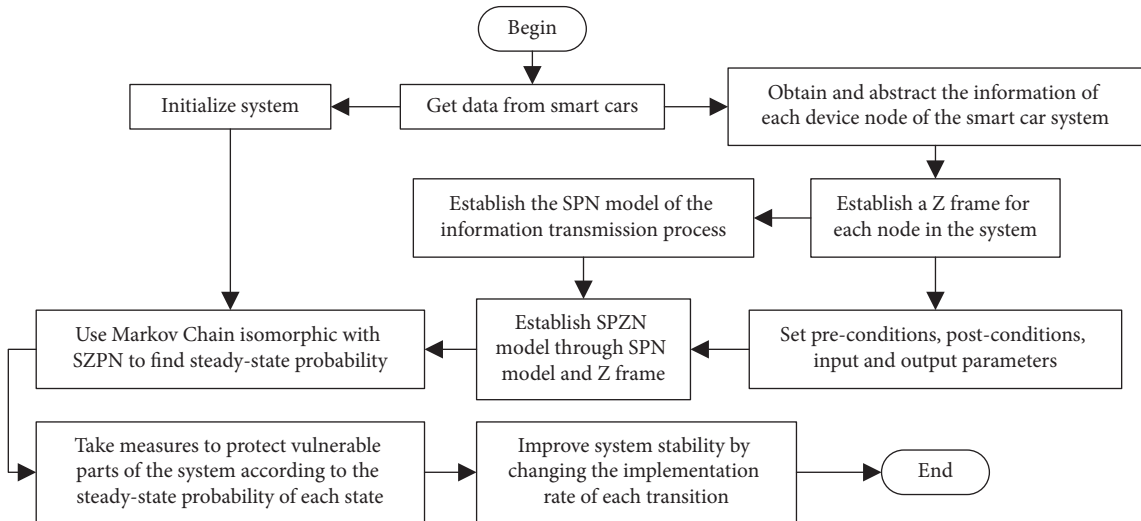 Begin
Initialize system
Get data from smart cars
Obtain and abstract the information of
each device node of the smart car system
Establish the SPN model of the
information transmission process
Establish a Z frame for
each node in the system
Use Markov Chain isomorphic with
SZPN to find steady-state probability
Establish SPZN
model through SPN
model and Z frame
Set pre-conditions, post-conditions,
input and output parameters
Take measures to protect vulnerable
parts of the system according to the
steady-state probability of each state
Improve system stability by
changing the implementation
rate of each transition
End